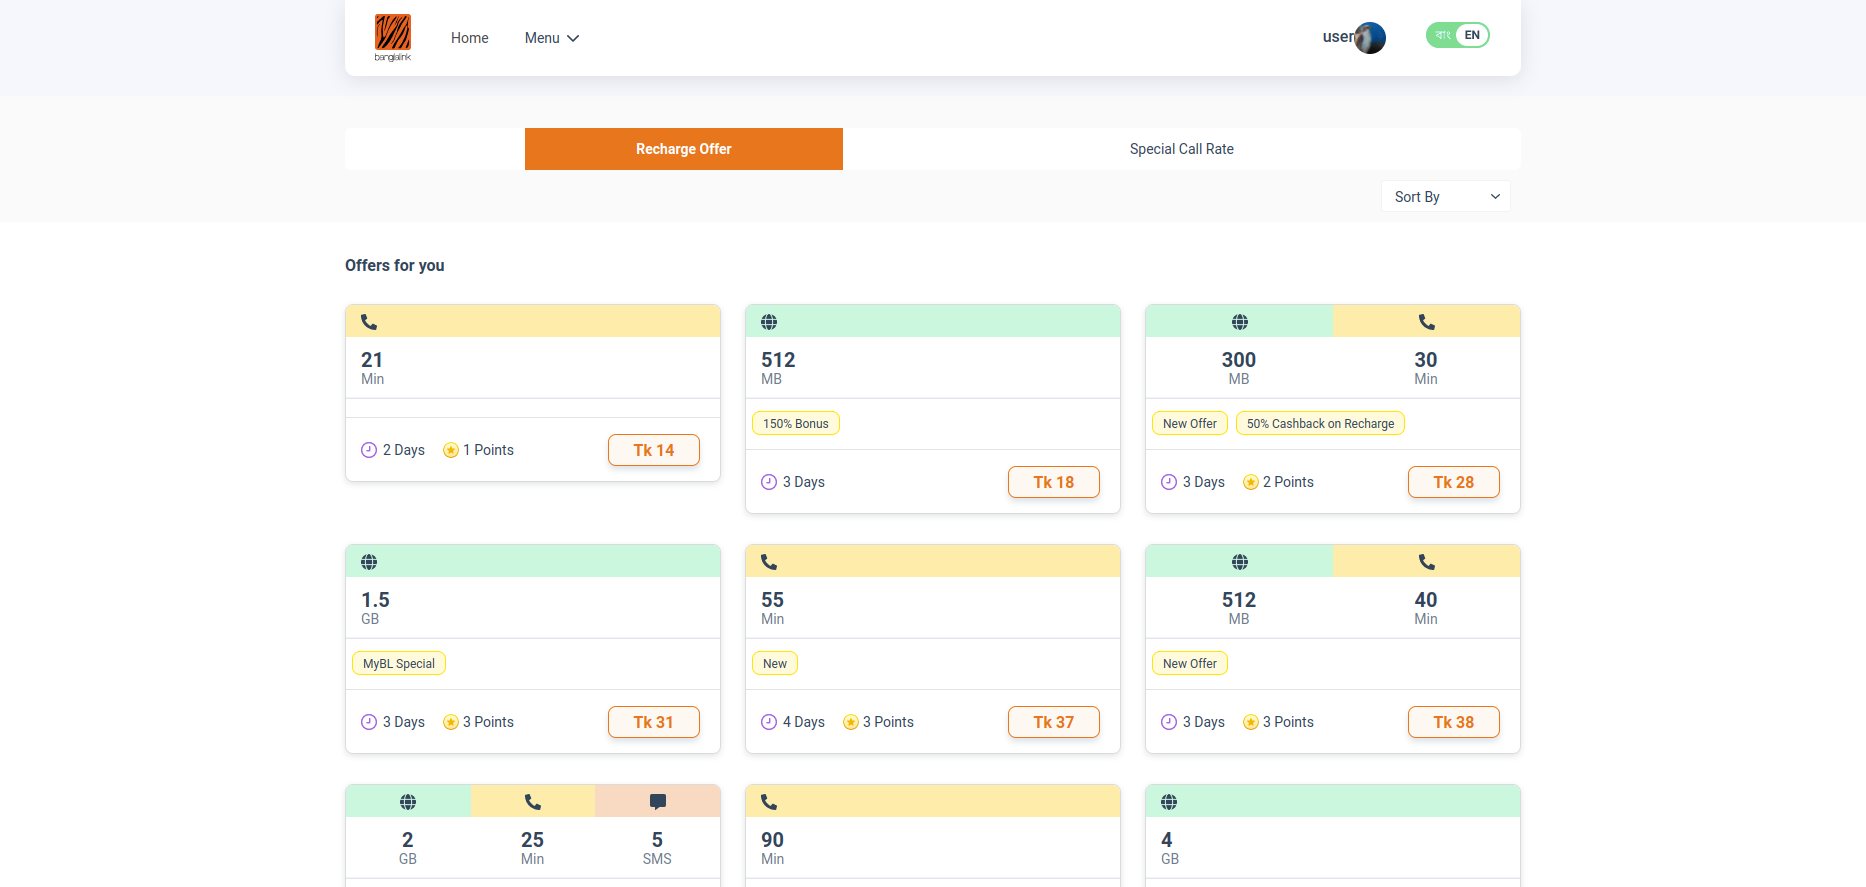 banglalink
Home
Menu
user
বাং
EN
Recharge Offer
Special Call Rate
Sort By
Offers for you
21
Min
2 Days
1 Points
Tk 14
512
MB
150% Bonus
3 Days
Tk 18
300
MB
30
Min
New Offer
50% Cashback on Recharge
3 Days
2 Points
Tk 28
1.5
GB
MyBL Special
3 Days
3 Points
Tk 31
55
Min
New
4 Days
3 Points
Tk 37
512
MB
40
Min
New Offer
3 Days
3 Points
Tk 38
2
GB
25
Min
5
SMS
90
Min
4
GB